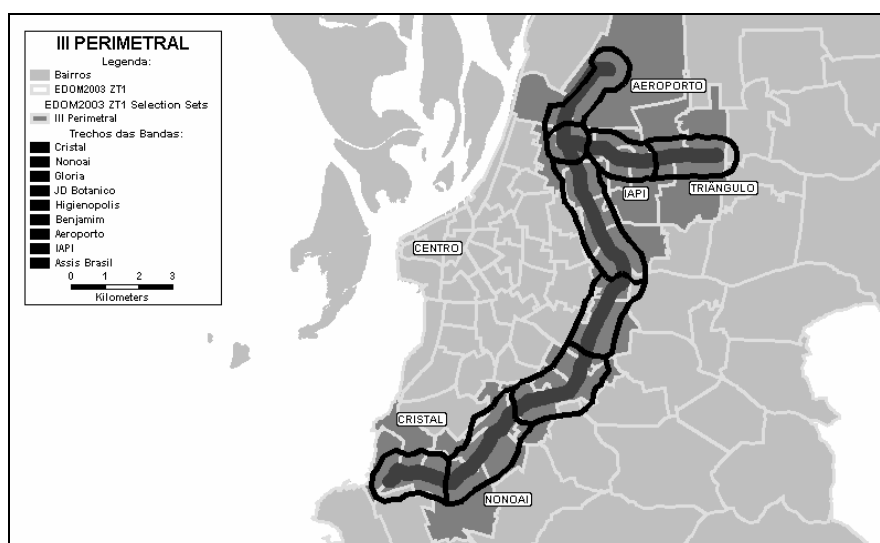 III PERIMETRAL
Legenda:
Bairros
EDOM2003 ZT1
EDOM2003 ZT1 Selection Sets
III Perimetral
Trechos das Bandas:
Cristal
Nonoai
Gloria
JD Botanico
Higienopolis
Benjamim
Aeroporto
IAPI
Assis Brasil
0 1 2 3
Kilometers
AEROPORTO
IAPI
TRIÂNGULO
CENTRO
CRISTAL
NONOAI